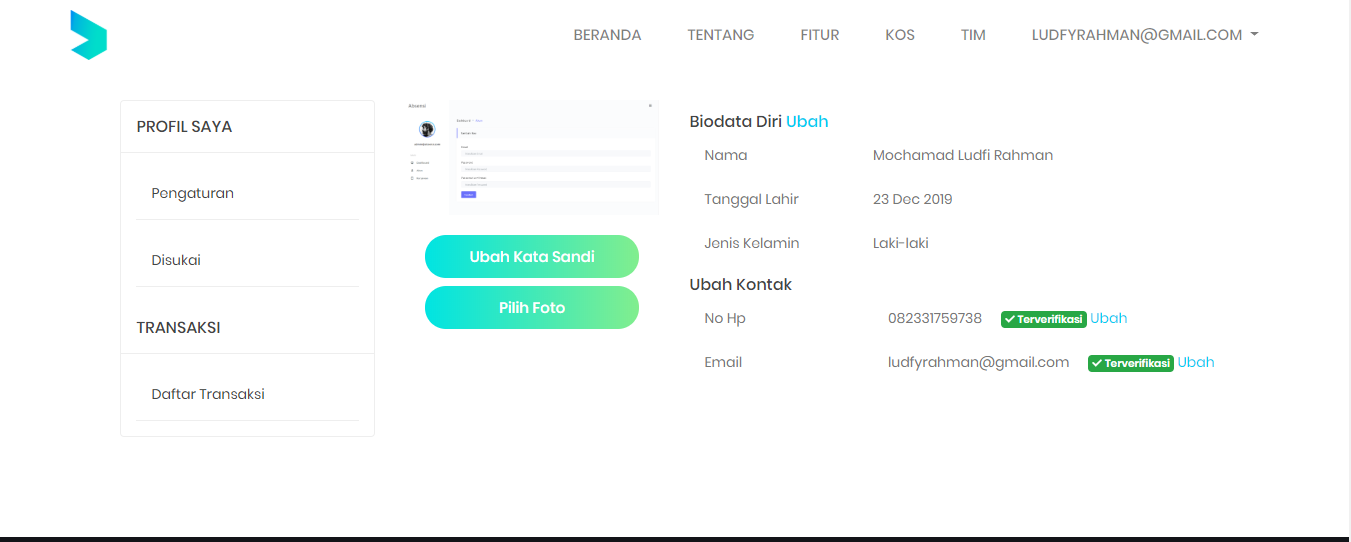 BERANDA TENTANG FITUR KOS TIM LUDFYRAHMAN@GMAIL.COM
PROFIL SAYA
Pengaturan
Disukai
TRANSAKSI
Daftar Transaksi
Ubah Kata Sandi
Pilih Foto
Biodata Diri Ubah
Nama Mochamad Ludfi Rahman
Tanggal Lahir 23 Dec 2019
Jenis Kelamin Laki-laki
Ubah Kontak
No Hp 082331759738 Terverifikasi Ubah
Email ludfyrahman@gmail.com Terverifikasi Ubah